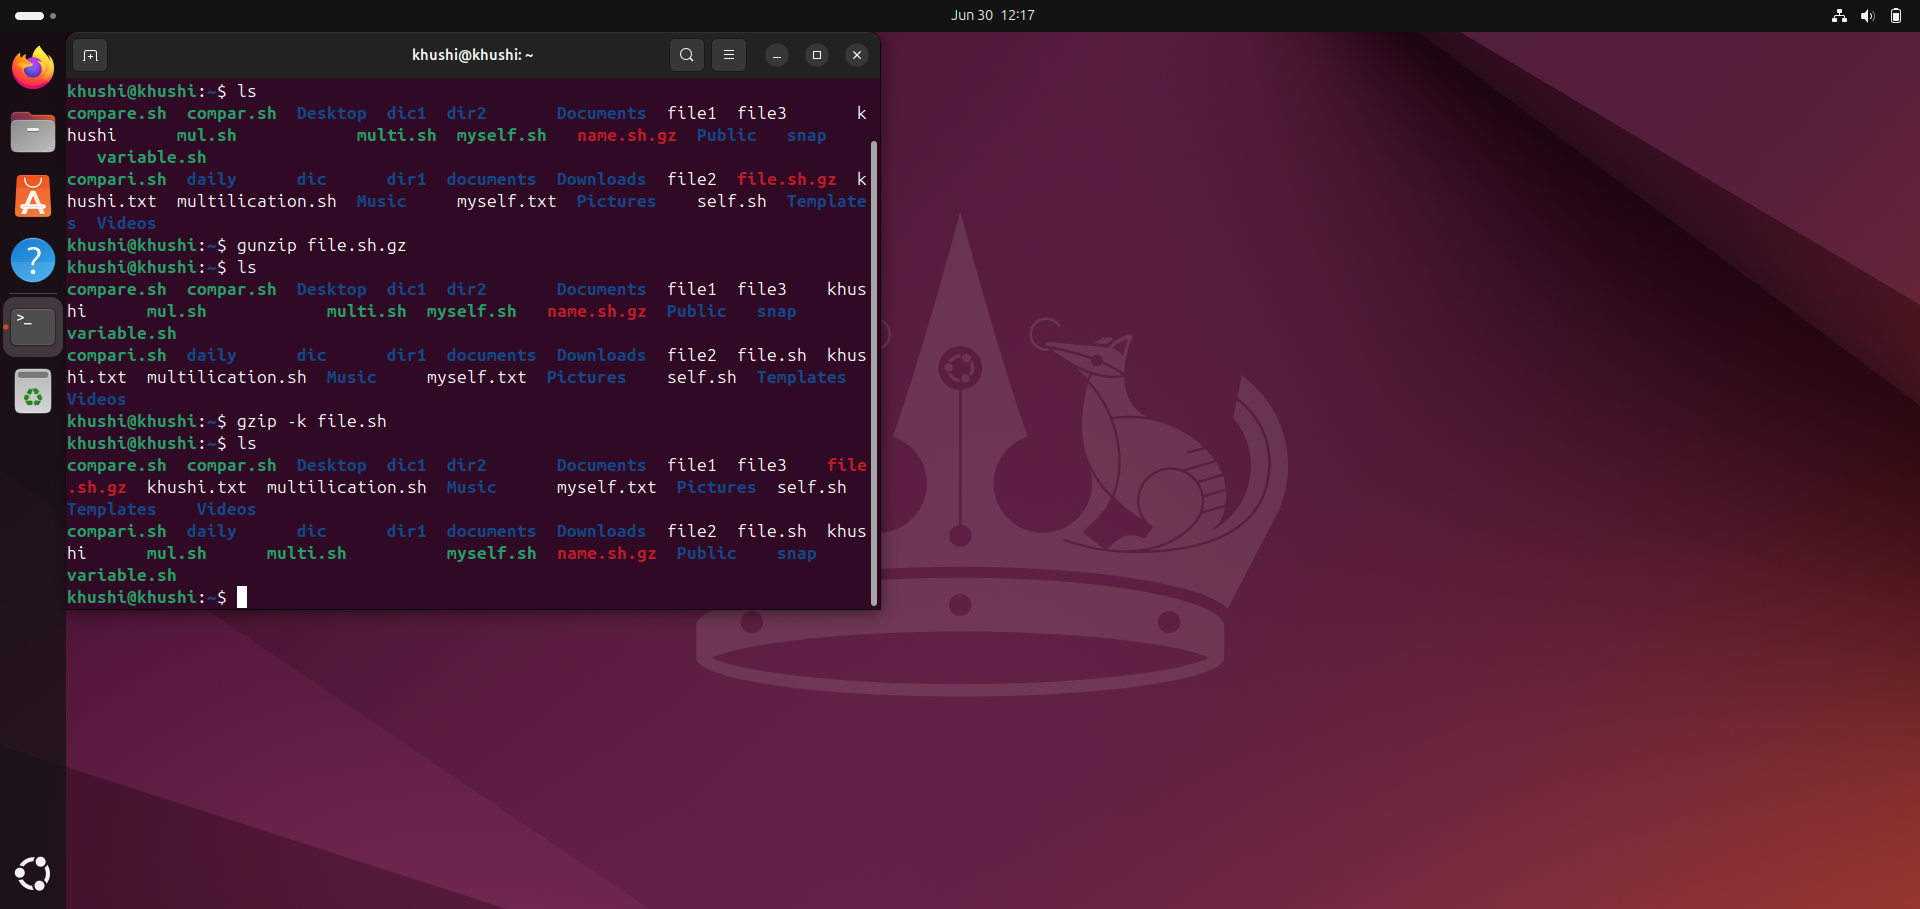 Jun 30 12:17
khushi@khushi: ~
khushi@khushi:~$ ls
compare.sh compar.sh Desktop dic1 dir2 Documents file1 file3 k
hushi mul.sh multi.sh myself.sh name.sh.gz Public snap
variable.sh
compari.sh daily dic dir1 documents Downloads file2 file.sh.gz k
hushi.txt multilication.sh Music myself.txt Pictures self.sh Template
s Videos
khushi@khushi:~$ gunzip file.sh.gz
khushi@khushi:~$ ls
compare.sh compar.sh Desktop dic1 dir2 Documents file1 file3 khus
hi mul.sh multi.sh myself.sh name.sh.gz Public snap
variable.sh
compari.sh daily dic dir1 documents Downloads file2 file.sh khus
hi.txt multilication.sh Music myself.txt Pictures self.sh Templates
Videos
khushi@khushi:~$ gzip -k file.sh
khushi@khushi:~$ ls
compare.sh compar.sh Desktop dic1 dir2 Documents file1 file3 file
.sh.gz khushi.txt multilication.sh Music myself.txt Pictures self.sh
Templates Videos
compari.sh daily dic dir1 documents Downloads file2 file.sh khus
hi mul.sh multi.sh myself.sh name.sh.gz Public snap
variable.sh
khushi@khushi:~$